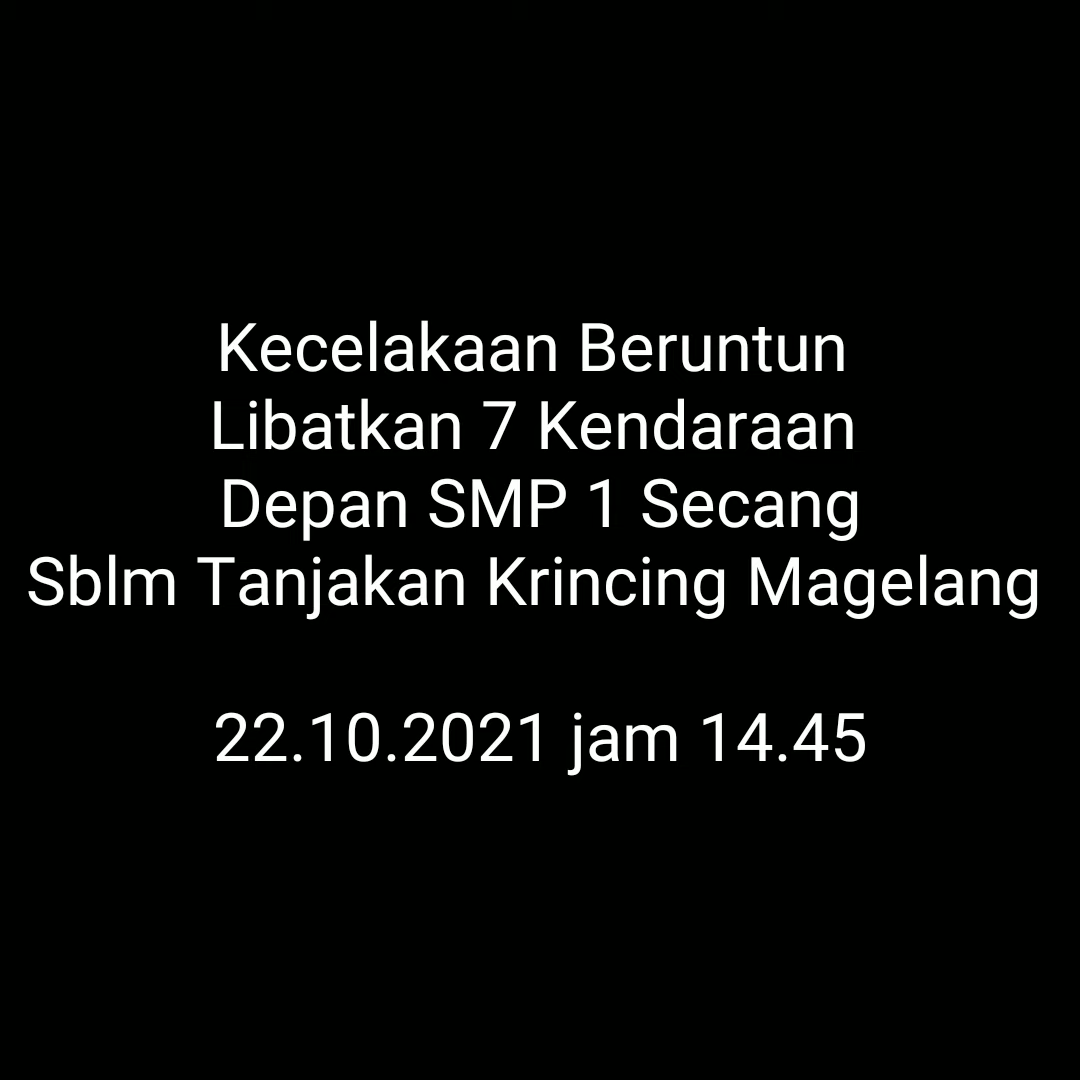 Kecelakaan Beruntun
Libatkan 7 Kendaraan
Depan SMP 1 Secang
Sblm Tanjakan Krincing Magelang
22.10.2021 jam 14.45